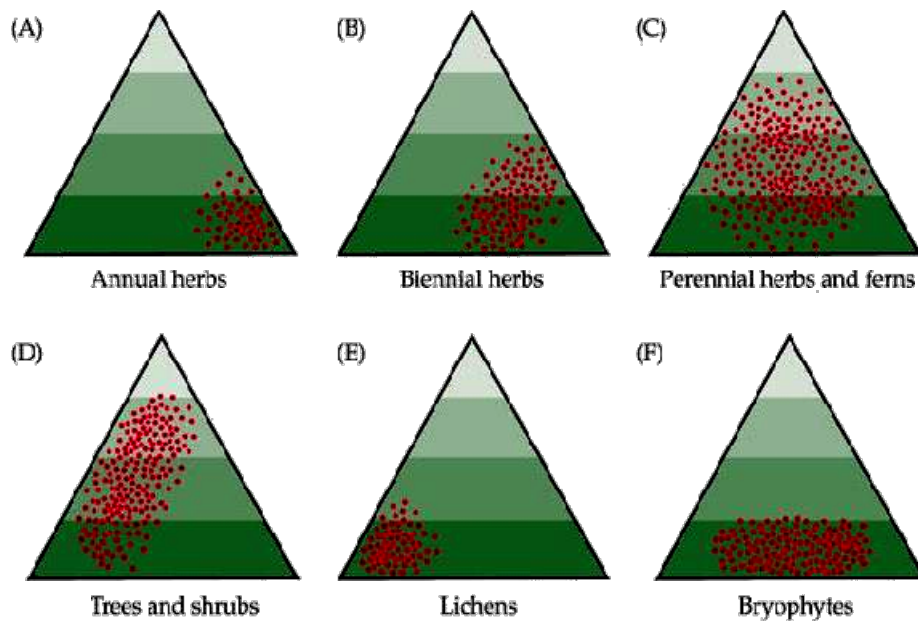 (A)
(B)
(C)
Annual herbs
Biennial herbs
Perennial herbs and ferns
(D)
(E)
(F)
Trees and shrubs
Lichens
Bryophytes